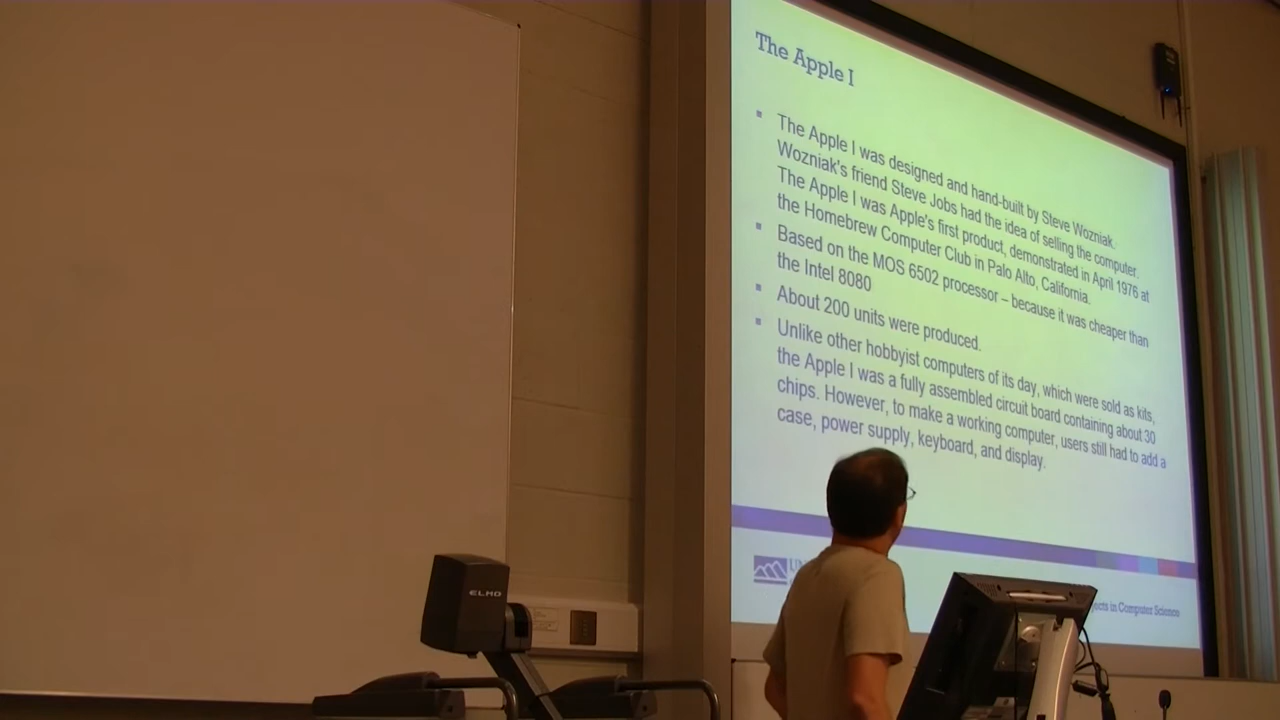 The Apple I
The Apple I was designed and hand-built by Steve Wozniak.
Wozniak's friend Steve Jobs had the idea of selling the computer.
The Apple I was Apple's first product, demonstrated in April 1976 at
the Homebrew Computer Club in Palo Alto, California.
Based on the MOS 6502 processor – because it was cheaper than
the Intel 8080
About 200 units were produced.
Unlike other hobbyist computers of its day, which were sold as kits,
the Apple I was a fully assembled circuit board containing about 30
chips. However, to make a working computer, users still had to add a
case, power supply, keyboard, and display.
in Computer Science
ELMO